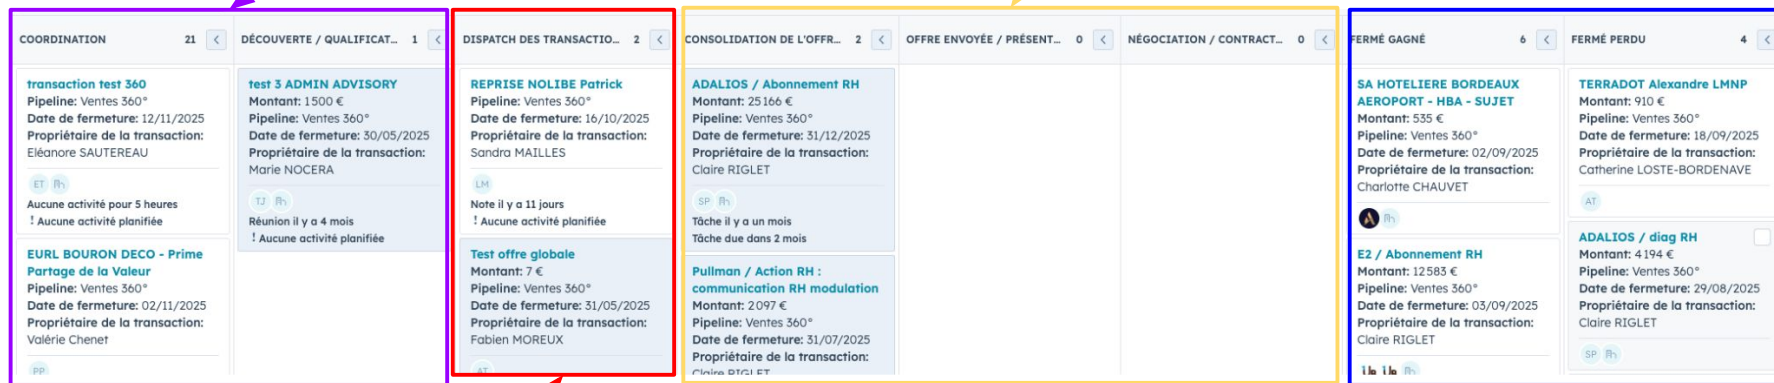 COORDINATION 21
transaction test 360
Pipeline: Ventes 360°
Date de fermeture: 12/11/2025
Propriétaire de la transaction:
Eléanore SAUTEREAU
ET
Aucune activité pour 5 heures
! Aucune activité planifiée
EURL BOURON DECO - Prime
Partage de la Valeur
Pipeline: Ventes 360°
Date de fermeture: 02/11/2025
Propriétaire de la transaction:
Valérie Chenet
PP
DÉCOUVERTE / QUALIFICAT... 1
test 3 ADMIN ADVISORY
Montant: 1 500 €
Pipeline: Ventes 360°
Date de fermeture: 30/05/2025
Propriétaire de la transaction:
Marie NOCERA
TJ
Réunion il y a 4 mois
! Aucune activité planifiée
DISPATCH DES TRANSACTIO... 2
REPRISE NOLIBE Patrick
Pipeline: Ventes 360°
Date de fermeture: 16/10/2025
Propriétaire de la transaction:
Sandra MAILLES
LM
Note il y a 11 jours
! Aucune activité planifiée
Test offre globale
Montant: 7 €
Pipeline: Ventes 360°
Date de fermeture: 31/05/2025
Propriétaire de la transaction:
Fabien MOREUX
AT
CONSOLIDATION DE L'OFFR... 2
ADALIOS / Abonnement RH
Montant: 25 166 €
Pipeline: Ventes 360°
Date de fermeture: 31/12/2025
Propriétaire de la transaction:
Claire RIGLET
SP
Tâche il y a un mois
Tâche due dans 2 mois
Pullman / Action RH :
communication RH modulation
Montant: 2 097 €
Pipeline: Ventes 360°
Date de fermeture: 31/07/2025
Propriétaire de la transaction:
Claire RIGLET
OFFRE ENVOYÉE / PRÉSENT... 0
NÉGOCIATION / CONTRACT... 0
FERMÉ GAGNÉ 6
SA HOTELIERE BORDEAUX
AEROPORT - HBA - SUJET
Montant: 535 €
Pipeline: Ventes 360°
Date de fermeture: 02/09/2025
Propriétaire de la transaction:
Charlotte CHAUVET
E2 / Abonnement RH
Montant: 12 583 €
Pipeline: Ventes 360°
Date de fermeture: 03/09/2025
Propriétaire de la transaction:
Claire RIGLET
FERMÉ PERDU 4
TERRADOT Alexandre LMNP
Montant: 910 €
Pipeline: Ventes 360°
Date de fermeture: 18/09/2025
Propriétaire de la transaction:
Catherine LOSTE-BORDENAVE
AT
ADALIOS / diag RH
Montant: 4 194 €
Pipeline: Ventes 360°
Date de fermeture: 29/08/2025
Propriétaire de la transaction:
Claire RIGLET
SP